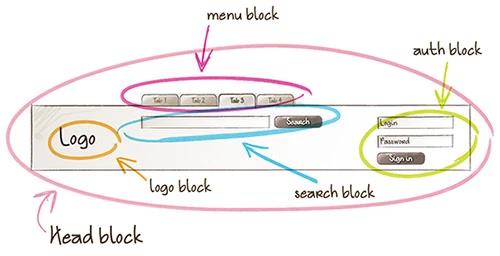 menu block
auth block
Tab 1 Tab 2 Tab 3 Tab 4
Search
Login
Logo
Password
Sign in
logo block
search block
Head block